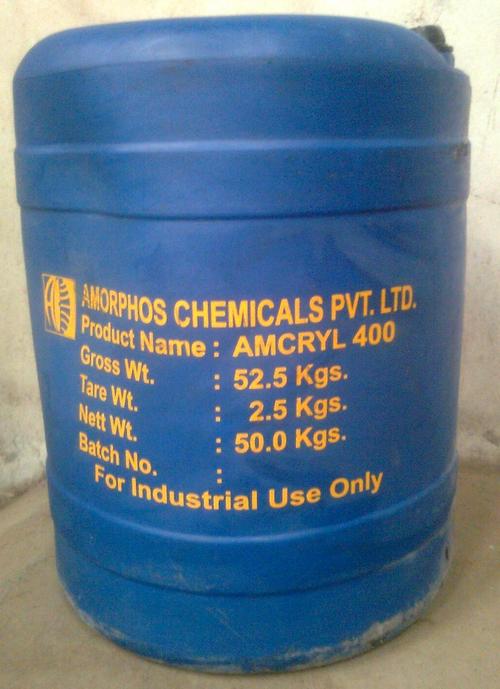 AMORPHOS CHEMICALS PVT. LTD.
Product Name : AMCRYL 400
Gross Wt. : 52.5 Kgs.
Tare Wt. : 2.5 Kgs.
Nett Wt. : 50.0 Kgs.
Batch No. :
For Industrial Use Only